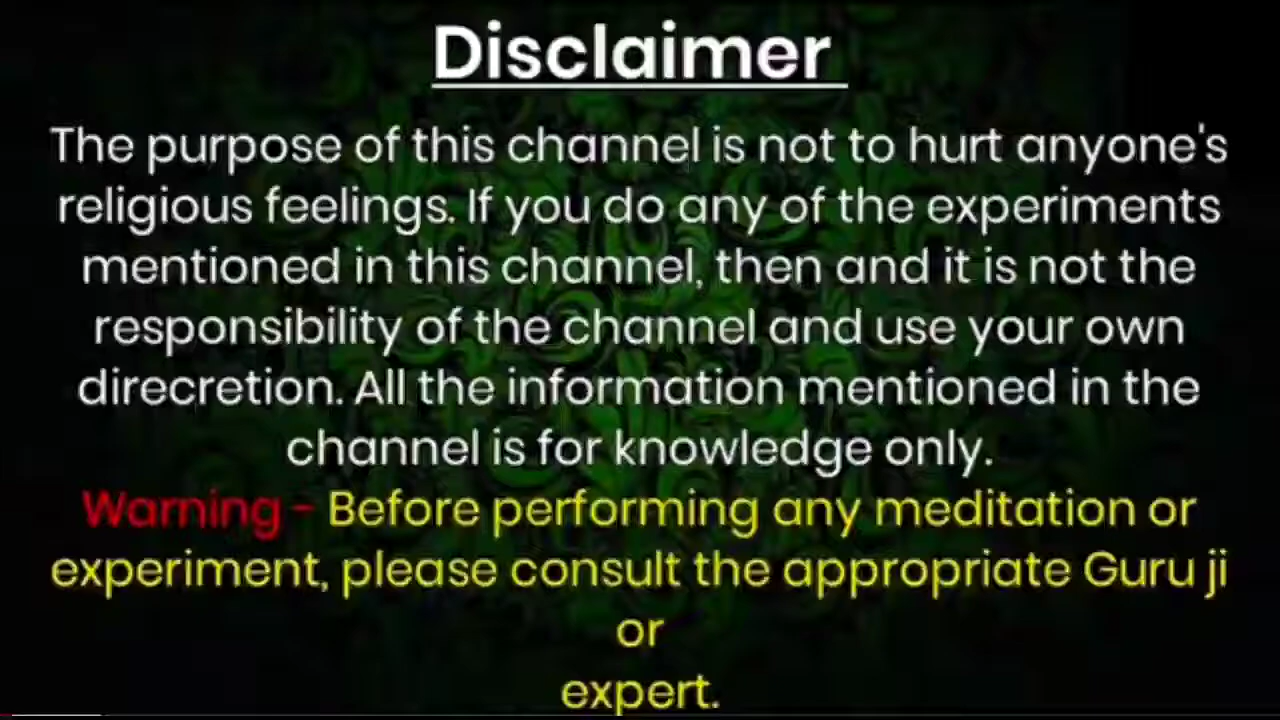 Disclaimer
The purpose of this channel is not to hurt anyone's
religious feelings. If you do any of the experiments
mentioned in this channel, then and it is not the
responsibility of the channel and use your own
direcretion. All the information mentioned in the
channel is for knowledge only.
Warning - Before performing any meditation or
experiment, please consult the appropriate Guru ji
or
expert.